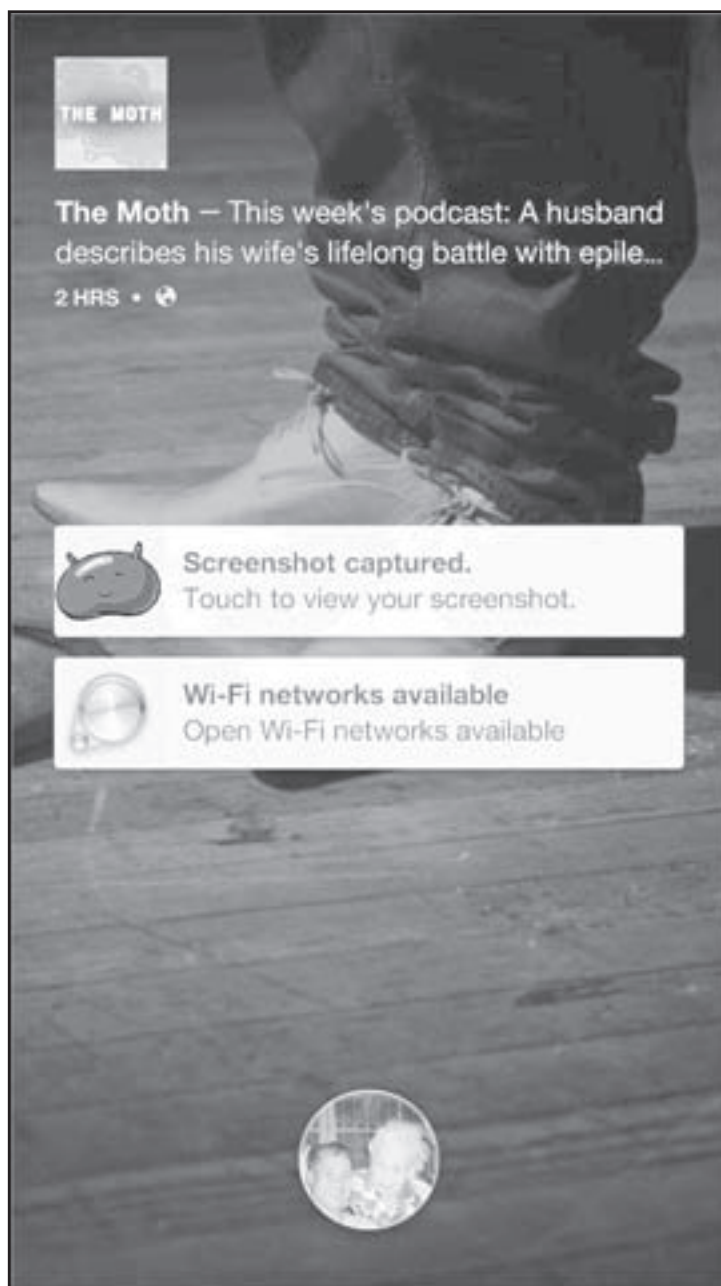 THE MOTH
The Moth — This week's podcast: A husband
describes his wife's lifelong battle with epile...
2 HRS •
Screenshot captured.
Touch to view your screenshot.
Wi-Fi networks available
Open Wi-Fi networks available